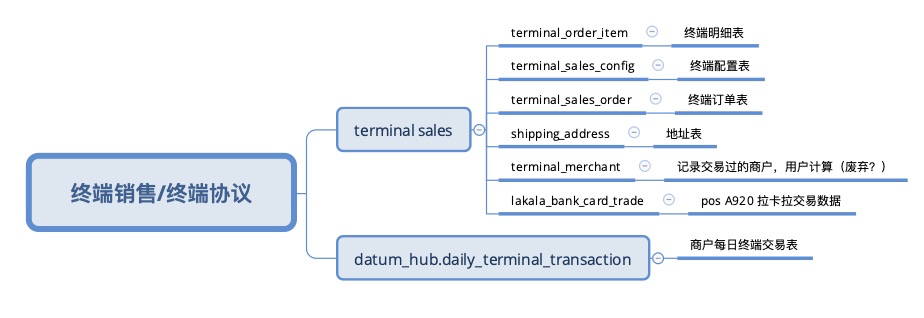 终端销售/终端协议
terminal sales
terminal_order_item
终端明细表
terminal_sales_config
终端配置表
terminal_sales_order
终端订单表
shipping_address
地址表
terminal_merchant
记录交易过的商户，用户计算（废弃？）
lakala_bank_card_trade
pos A920 拉卡拉交易数据
datum_hub.daily_terminal_transaction
商户每日终端交易表